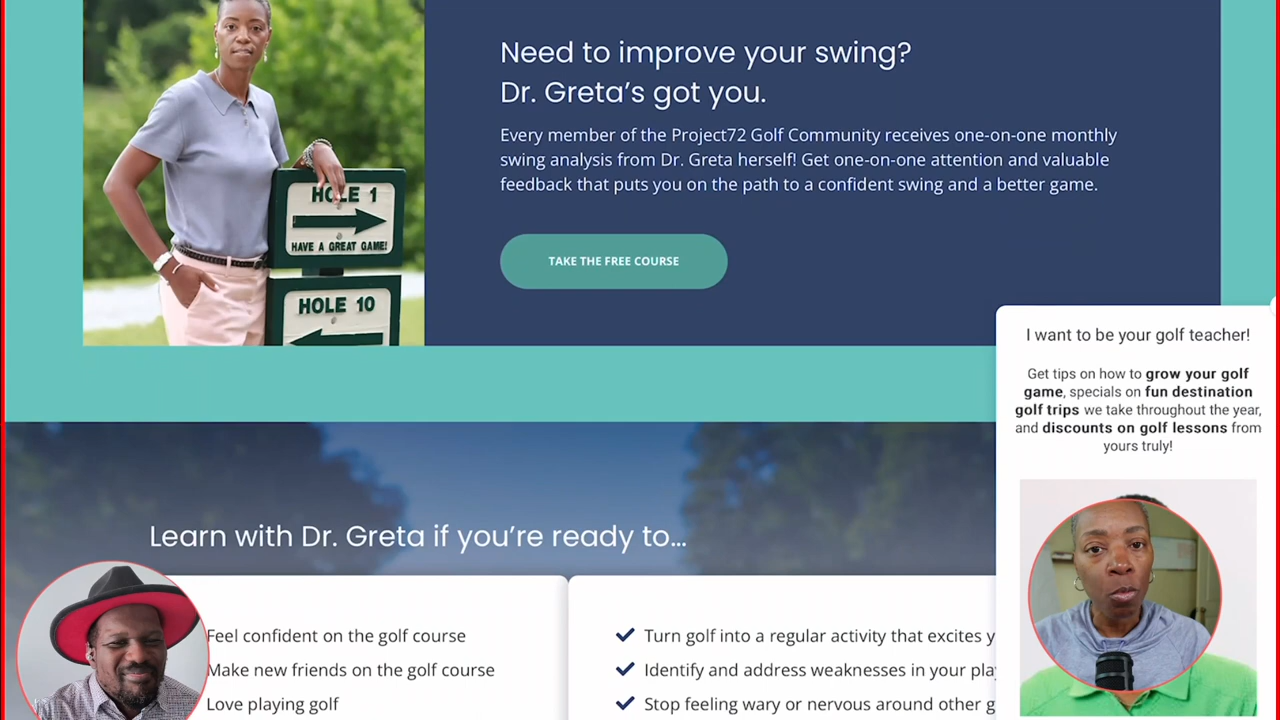 Need to improve your swing?
Dr. Greta's got you.
Every member of the Project72 Golf Community receives one-on-one monthly
swing analysis from Dr. Greta herself! Get one-on-one attention and valuable
feedback that puts you on the path to a confident swing and a better game.
TAKE THE FREE COURSE
HOLE 1
HAVE A GREAT GAME!
HOLE 10
I want to be your golf teacher!
Get tips on how to grow your golf
game, specials on fun destination
golf trips we take throughout the year,
and discounts on golf lessons from
yours truly!
Learn with Dr. Greta if you're ready to...
Feel confident on the golf course
Make new friends on the golf course
Love playing golf
Turn golf into a regular activity that excites
Identify and address weaknesses in your
Stop feeling wary or nervous around other